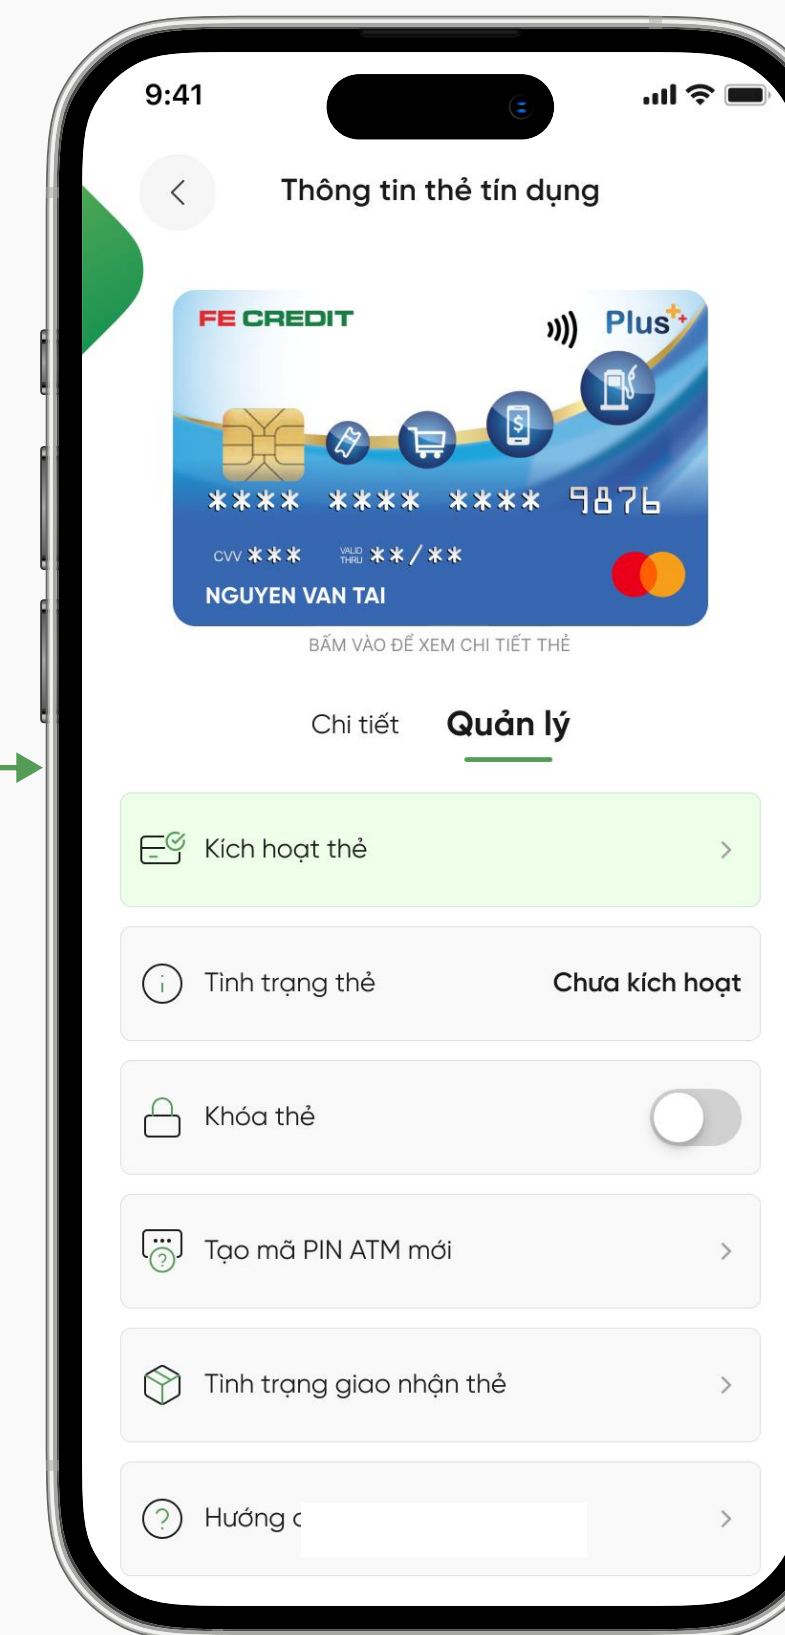 9:41
Thông tin thẻ tín dụng
FE CREDIT
Plus
**** **** **** 9876
CVV *** VALID THRU **/**
NGUYEN VAN TAI
BẤM VÀO ĐỂ XEM CHI TIẾT THẺ
Chi tiết Quản lý
Kích hoạt thẻ
Tình trạng thẻ Chưa kích hoạt
Khóa thẻ
Tạo mã PIN ATM mới
Tình trạng giao nhận thẻ
Hướng